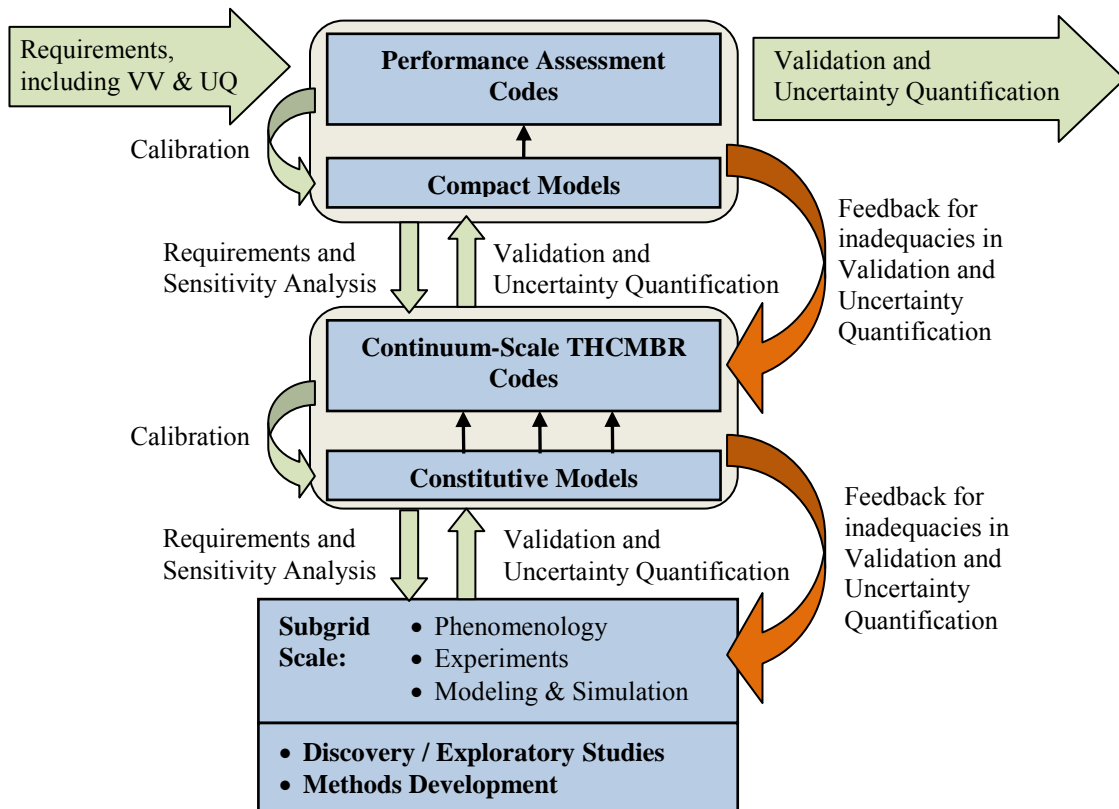 Requirements,
including VV & UQ
Performance Assessment
Codes
Validation and
Uncertainty Quantification
Calibration
Compact Models
Requirements and
Sensitivity Analysis
Validation and
Uncertainty Quantification
Feedback for
inadequacies in
Validation and
Uncertainty
Quantification
Continuum-Scale THCMBR
Codes
Calibration
Constitutive Models
Requirements and
Sensitivity Analysis
Validation and
Uncertainty Quantification
Feedback for
inadequacies in
Validation and
Uncertainty
Quantification
Subgrid
Scale:
• Phenomenology
• Experiments
• Modeling & Simulation
• Discovery / Exploratory Studies
• Methods Development